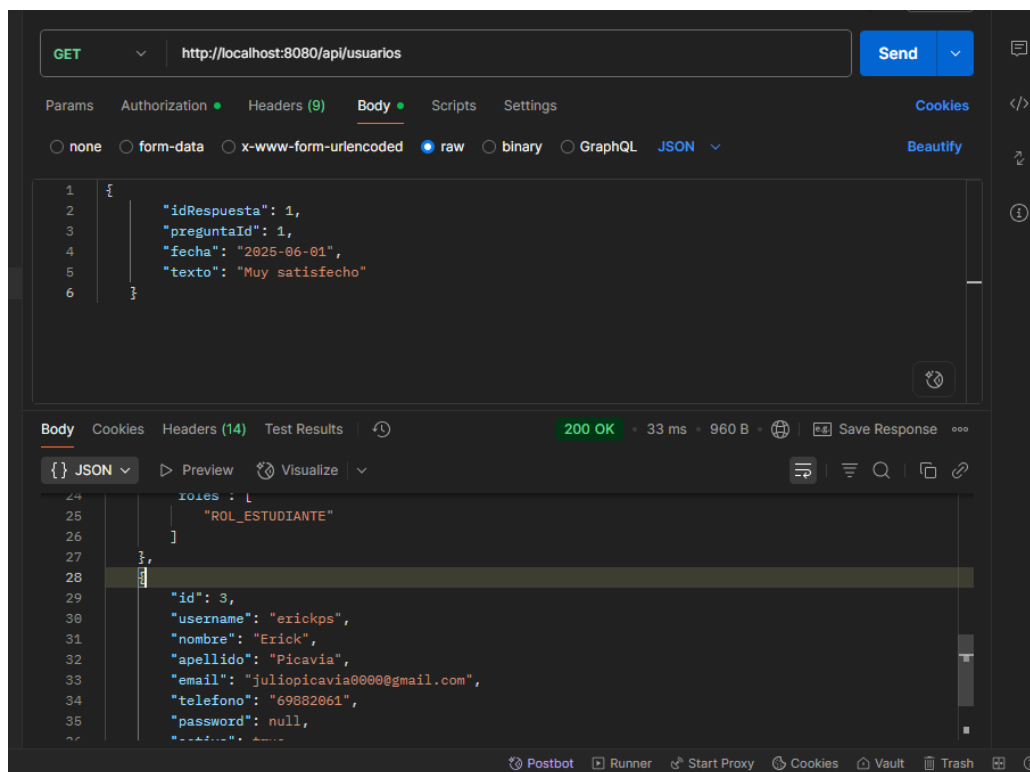 GET http://localhost:8080/api/usuarios Send
Params Authorization Headers (9) Body Scripts Settings Cookies
none form-data x-www-form-urlencoded raw binary GraphQL JSON Beautify
1 {
2 "idRespuesta": 1,
3 "preguntaId": 1,
4 "fecha": "2025-06-01",
5 "texto": "Muy satisfecho"
6 }
Body Cookies Headers (14) Test Results 200 OK 33 ms 960 B e.g. Save Response
{} JSON Preview Visualize
24 "roles": [
25 "ROL_ESTUDIANTE"
26 ]
27 },
28 {
29 "id": 3,
30 "username": "erickps",
31 "nombre": "Erick",
32 "apellido": "Picavia",
33 "email": "juliopicavia0000@gmail.com",
34 "telefono": "69882061",
35 "password": null,
Postbot Runner Start Proxy Cookies Vault Trash